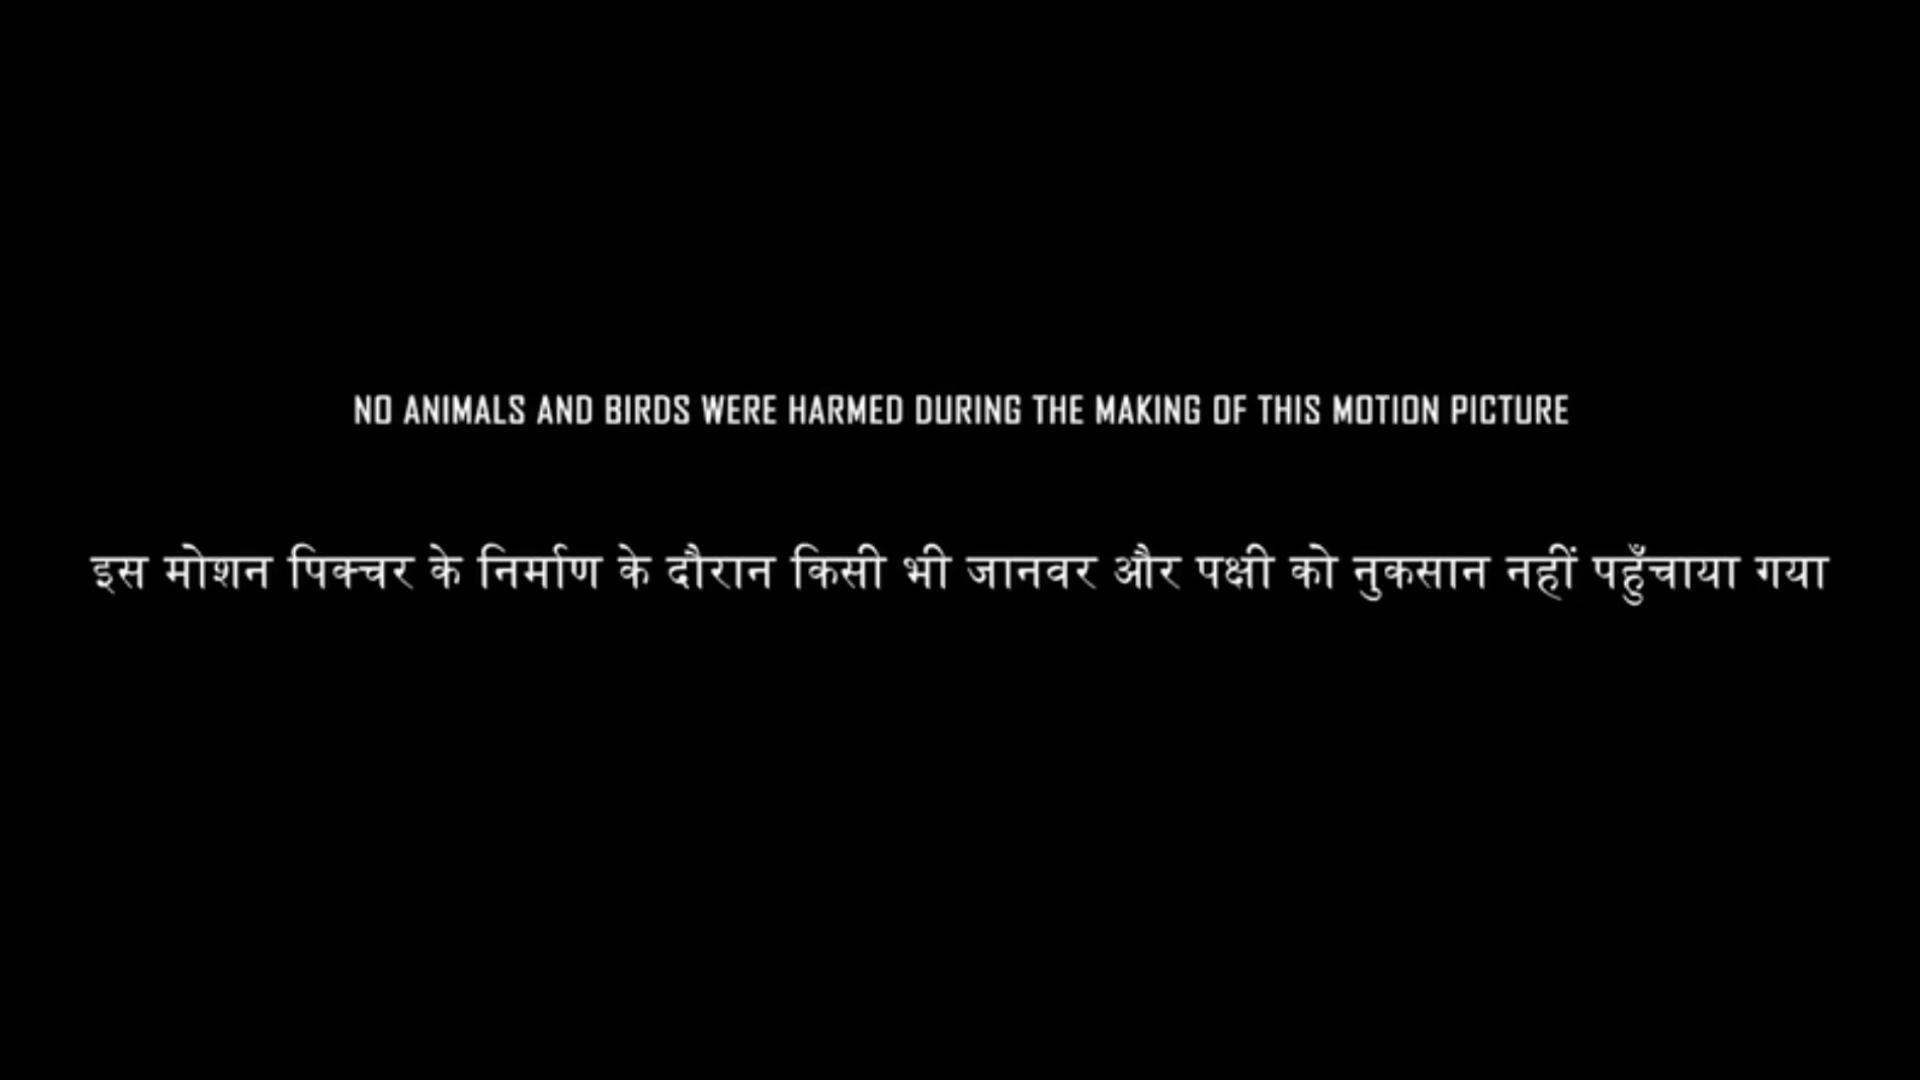 NO ANIMALS AND BIRDS WERE HARMED DURING THE MAKING OF THIS MOTION PICTURE
इस मोशन पिक्चर के निर्माण के दौरान किसी भी जानवर और पक्षी को नुकसान नहीं पहुँचाया गया